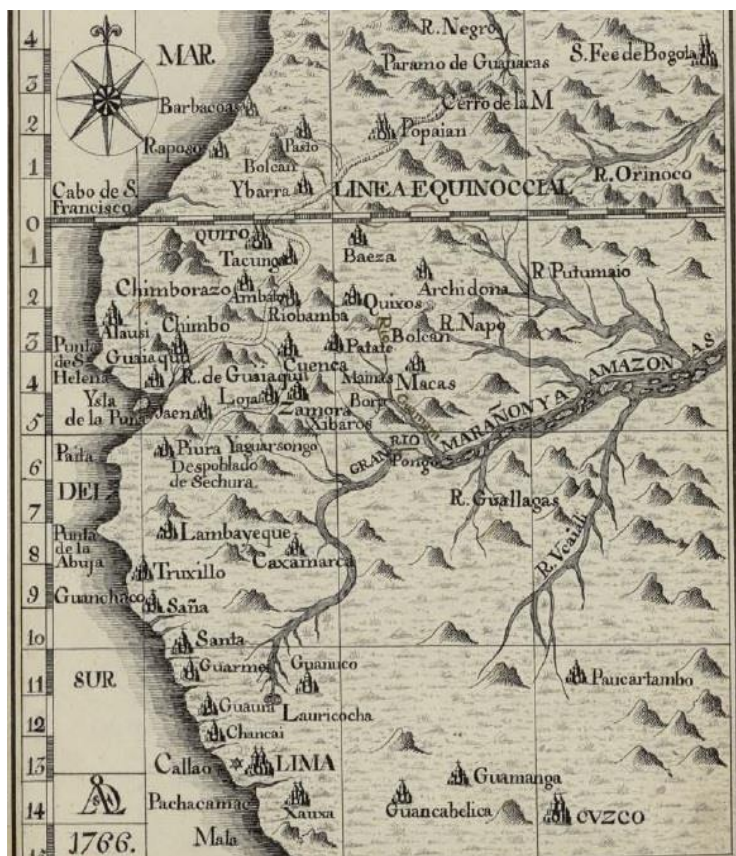 4
3
2
1
0
1
2
3
4
5
6
7
8
9
10
11
12
13
14
MAR
R. Negro
Paramo de Guanacas
S. Fee de Bogota
Cerro de la M
Barbacoas
Popaian
Raposo
Pasto
Bolcan
Ybarra
Cabo de S.
Francisco
LINEA EQUINOCCIAL
R. Orinoco
QUITO
Tacunga
Baeza
Chimborazo
Ambato
Riobamba
Quixos
Archidona
R. Putumaio
Alausi
Chimbo
Bolcan
R. Napo
Punta
de S.
Helena
Guaiaquil
R. de Guaiaquil
Cuenca
Patate
Macas
Mainas
Ysla
de la Puna
Jaen
Loja
Zamora
Xibaros
Borja
GRAN RIO MARAÑON Y A AMAZONAS
Paita
Piura
Yaguarsongo
Despoblado
de Sechura
Pongo
R. Guallagas
DEL
Punta
de la
Abuja
Lambayeque
Caxamarca
R. Vcaiali
Truxillo
Guanchaco
Saña
Santa
SUR
Guarmei
Guanuco
Paucartambo
Guaura
Lauricocha
Chancai
Callao
LIMA
Guamanga
Pachacamac
Xauxa
Guancabelica
CVZCO
1766.
Mala